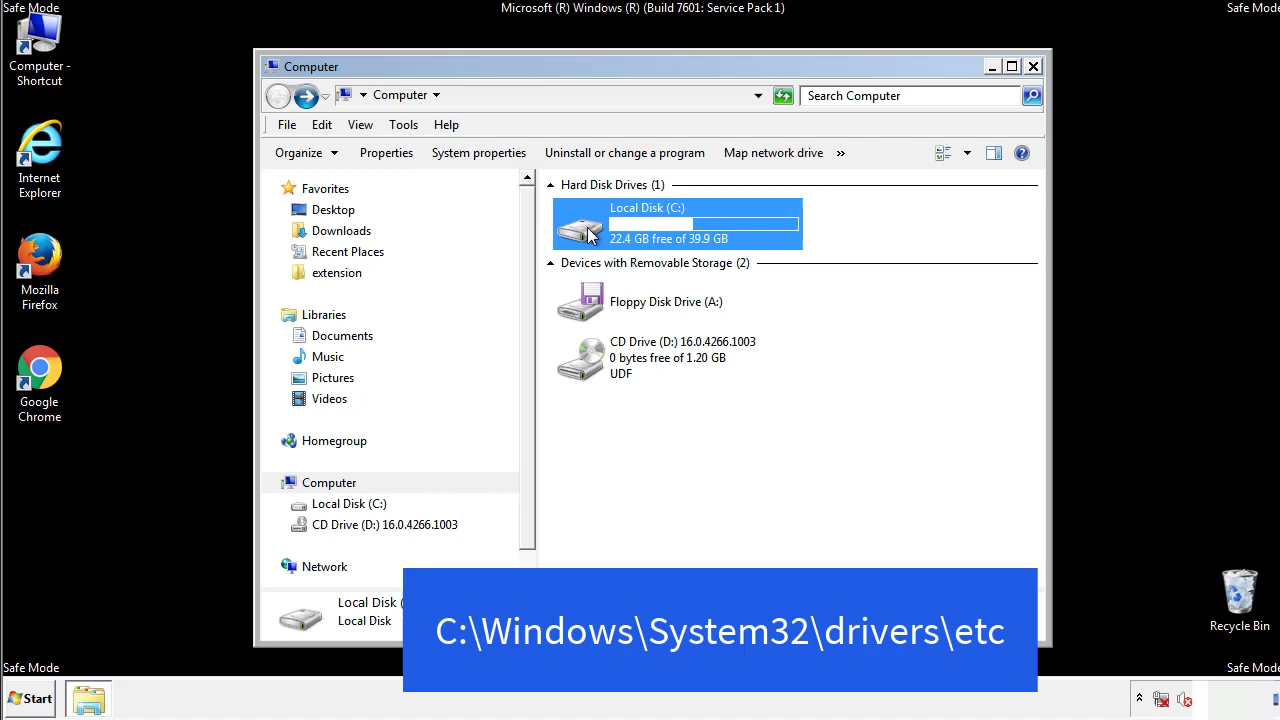 Safe Mode
Microsoft (R) Windows (R) (Build 7601: Service Pack 1)
Safe Mode
Computer -
Shortcut
Internet
Explorer
Mozilla
Firefox
Google
Chrome
Computer
Computer
Search Computer
File Edit View Tools Help
Organize Properties System properties Uninstall or change a program Map network drive »
Favorites
Desktop
Downloads
Recent Places
extension
Libraries
Documents
Music
Pictures
Videos
Homegroup
Computer
Local Disk (C:)
CD Drive (D:) 16.0.4266.1003
Network
Hard Disk Drives (1)
Local Disk (C:)
22.4 GB free of 39.9 GB
Devices with Removable Storage (2)
Floppy Disk Drive (A:)
CD Drive (D:) 16.0.4266.1003
0 bytes free of 1.20 GB
UDF
Local Disk (
Local Disk
C:\Windows\System32\drivers\etc
Recycle Bin
Safe Mode
Safe Mode
Start